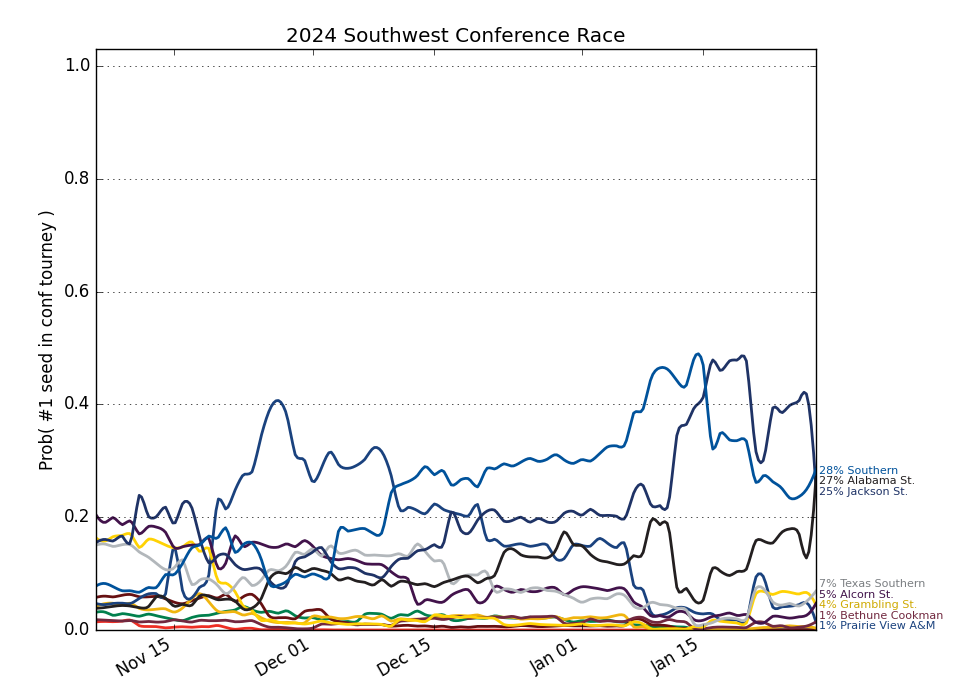 2024 Southwest Conference Race
Prob( #1 seed in conf tourney )
1.0
0.8
0.6
0.4
0.2
0.0
Nov 15
Dec 01
Dec 15
Jan 01
Jan 15
28% Southern
27% Alabama St.
25% Jackson St.
7% Texas Southern
5% Alcorn St.
4% Grambling St.
1% Bethune Cookman
1% Prairie View A&M